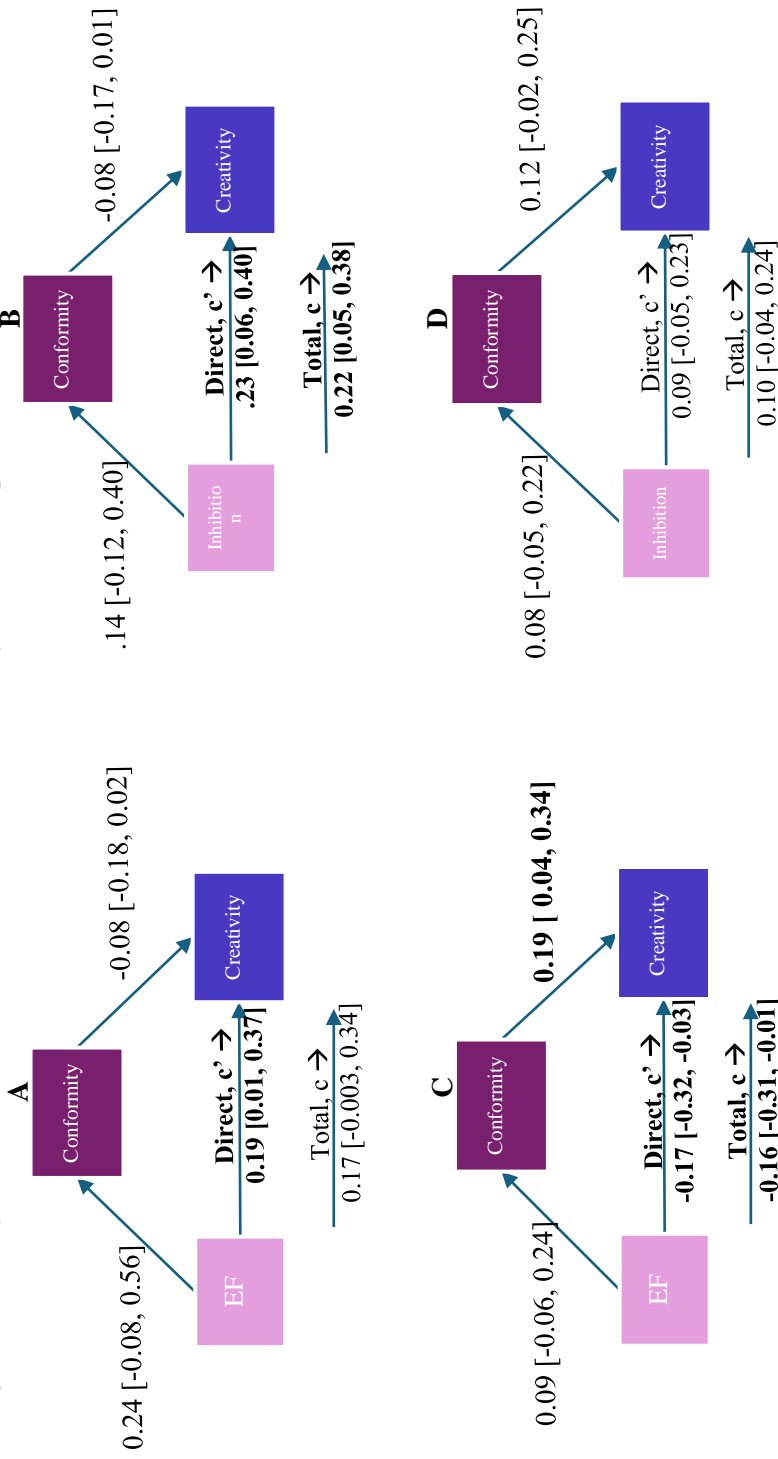 A
Conformity
0.24 [-0.08, 0.56]
-0.08 [-0.18, 0.02]
EF
Creativity
Direct, c’ →
0.19 [0.01, 0.37]
Total, c →
0.17 [-0.003, 0.34]
B
Conformity
.14 [-0.12, 0.40]
-0.08 [-0.17, 0.01]
Inhibitio
n
Creativity
Direct, c’ →
.23 [0.06, 0.40]
Total, c →
0.22 [0.05, 0.38]
C
Conformity
0.09 [-0.06, 0.24]
0.19 [ 0.04, 0.34]
EF
Creativity
Direct, c’ →
-0.17 [-0.32, -0.03]
Total, c →
-0.16 [-0.31, -0.01]
D
Conformity
0.08 [-0.05, 0.22]
0.12 [-0.02, 0.25]
Inhibition
Creativity
Direct, c’ →
0.09 [-0.05, 0.23]
Total, c →
0.10 [-0.04, 0.24]